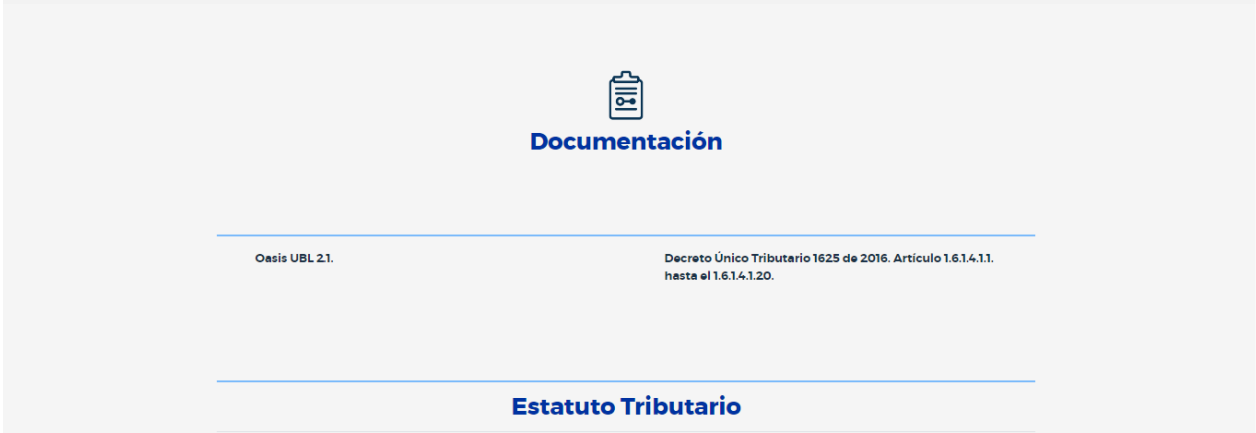 Documentación
Oasis UBL 2.1.
Decreto Único Tributario 1625 de 2016. Artículo 1.6.1.4.1.1.
hasta el 1.6.1.4.1.20.
Estatuto Tributario